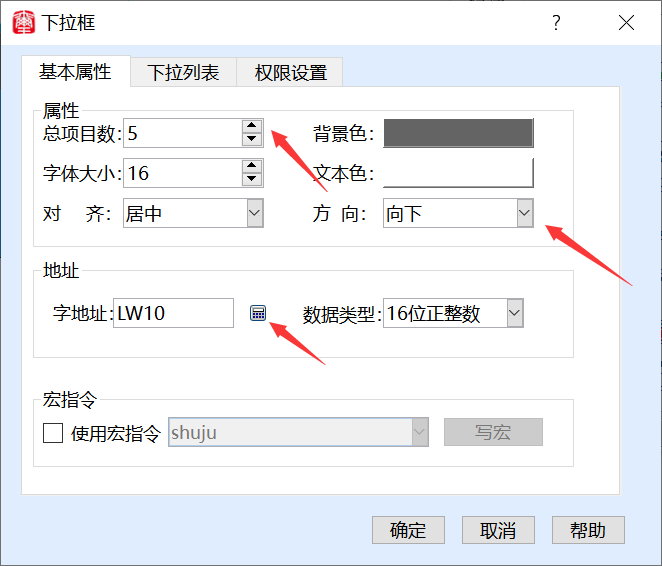 下拉框
基本属性 下拉列表 权限设置
属性
总项目数: 5 背景色:
字体大小: 16 文本色:
对 齐: 居中 方 向: 向下
地址
字地址: LW10 数据类型: 16位正整数
宏指令
使用宏指令 shuju 写宏
确定 取消 帮助